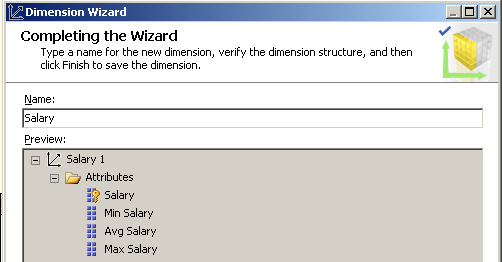 Dimension Wizard
Completing the Wizard
Type a name for the new dimension, verify the dimension structure, and then
click Finish to save the dimension.
Name:
Salary
Preview:
Salary 1
Attributes
Salary
Min Salary
Avg Salary
Max Salary